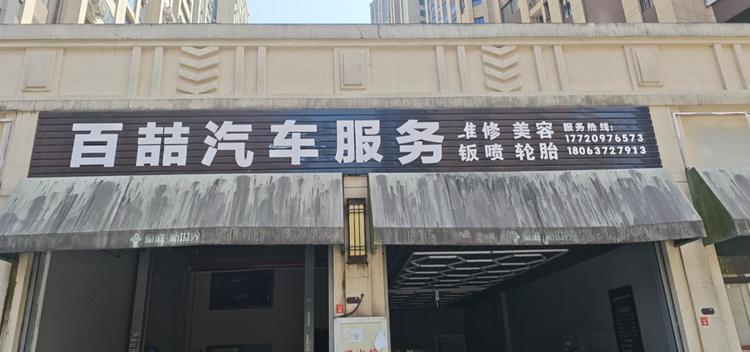 百喆汽车服务
维修 美容
钣喷 轮胎
服务热线:
17720976573
18063727913